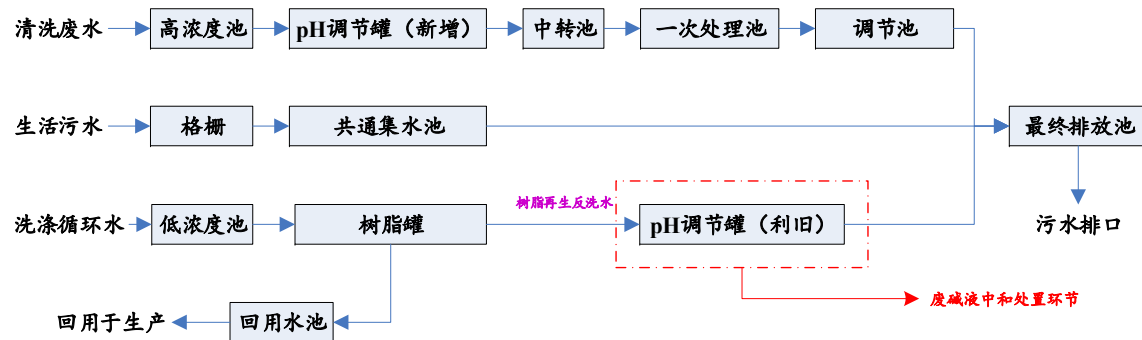 清洗废水
高浓度池
pH调节罐（新增）
中转池
一次处理池
调节池
生活污水
格栅
共通集水池
最终排放池
洗涤循环水
低浓度池
树脂罐
树脂再生反洗水
pH调节罐（利旧）
污水排口
废碱液中和处置环节
回用于生产
回用水池